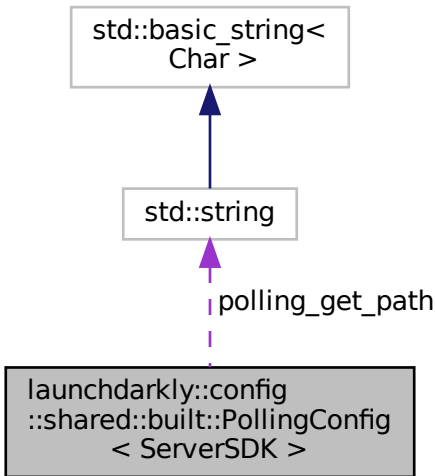 std::basic_string<
Char >
std::string
polling_get_path
launchdarkly::config
::shared::built::PollingConfig
< ServerSDK >